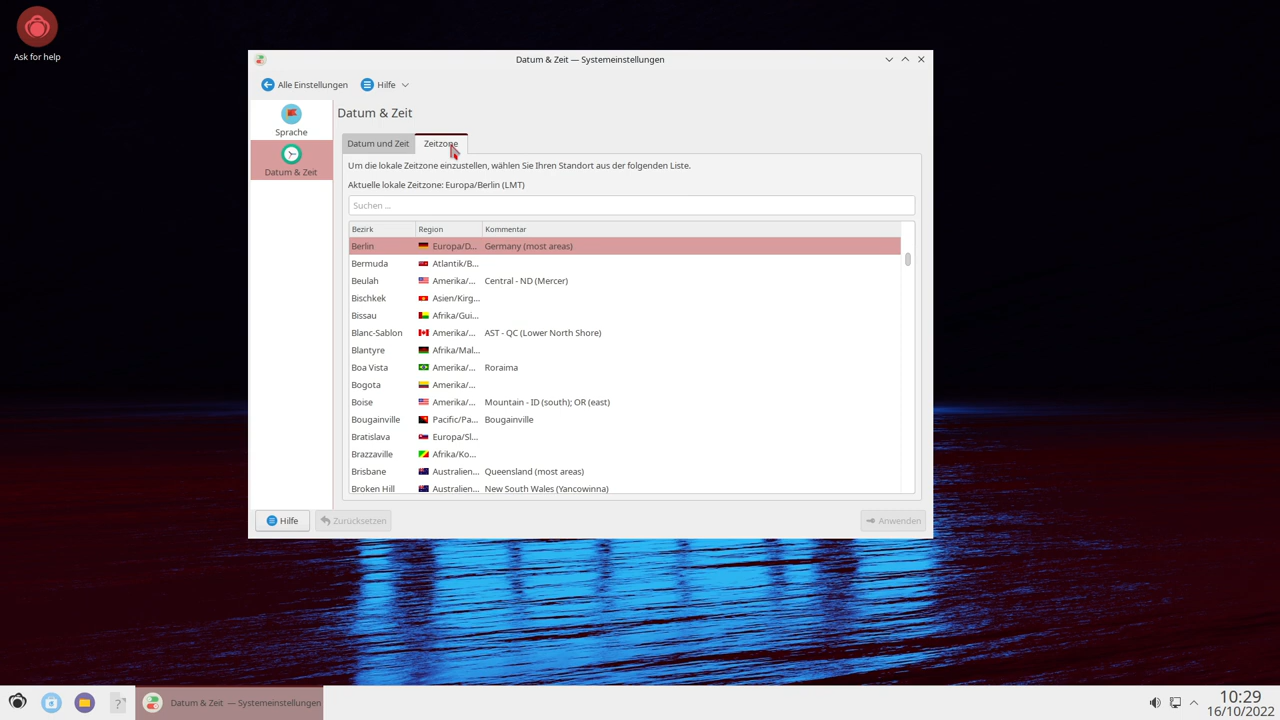 Ask for help
Datum & Zeit — Systemeinstellungen
Alle Einstellungen
Hilfe
Sprache
Datum & Zeit
Datum & Zeit
Datum und Zeit
Zeitzone
Um die lokale Zeitzone einzustellen, wählen Sie Ihren Standort aus der folgenden Liste.
Aktuelle lokale Zeitzone: Europa/Berlin (LMT)
Suchen ...
Bezirk Region Kommentar
Berlin Europa/D... Germany (most areas)
Bermuda Atlantik/B...
Beulah Amerika/... Central - ND (Mercer)
Bischkek Asien/Kirg...
Bissau Afrika/Gui...
Blanc-Sablon Amerika/... AST - QC (Lower North Shore)
Blantyre Afrika/Mal...
Boa Vista Amerika/... Roraima
Bogota Amerika/...
Boise Amerika/... Mountain - ID (south); OR (east)
Bougainville Pacific/Pa... Bougainville
Bratislava Europa/Sl...
Brazzaville Afrika/Ko...
Brisbane Australien... Queensland (most areas)
Broken Hill Australien... New South Wales (Yancowinna)
Hilfe
Zurücksetzen
Anwenden
Datum & Zeit — Systemeinstellungen
10:29
16/10/2022